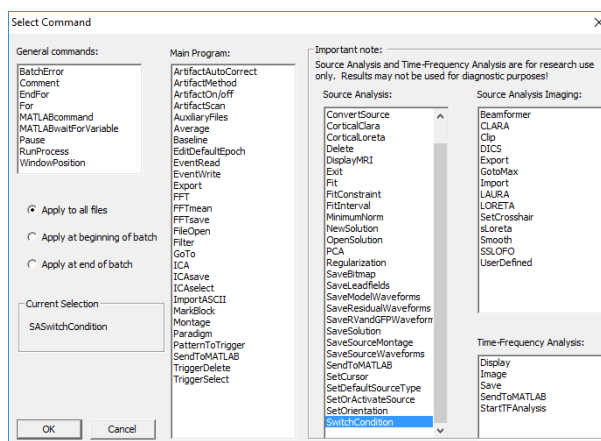 Select Command
General commands:
BatchError
Comment
EndFor
For
MATLABcommand
MATLABwaitForVariable
Pause
RunProcess
WindowPosition
Apply to all files
Apply at beginning of batch
Apply at end of batch
Current Selection
SASwitchCondition
OK
Cancel
Main Program:
ArtifactAutoCorrect
ArtifactMethod
ArtifactOn/off
ArtifactScan
AuxiliaryFiles
Average
Baseline
EditDefaultEpoch
EventRead
EventWrite
Export
FFT
FFTmean
FFTsave
FileOpen
Filter
GoTo
ICA
ICAsave
ICAselect
ImportASCII
MarkBlock
Montage
Paradigm
PatternToTrigger
SendToMATLAB
TriggerDelete
TriggerSelect
Important note:
Source Analysis and Time-Frequency Analysis are for research use
only. Results may not be used for diagnostic purposes!
Source Analysis:
ConvertSource
CorticalClara
CorticalLoreta
Delete
DisplayMRI
Exit
Fit
FitConstraint
FitInterval
MinimumNorm
NewSolution
OpenSolution
PCA
Regularization
SaveBitmap
SaveLeadfields
SaveModelWaveforms
SaveResidualWaveforms
SaveRVandGFPWaveform
SaveSolution
SaveSourceMontage
SaveSourceWaveforms
SendToMATLAB
SetCursor
SetDefaultSourceType
SetOrActivateSource
SetOrientation
SwitchCondition
Source Analysis Imaging:
Beamformer
CLARA
Clip
DICS
Export
GotoMax
Import
LAURA
LORETA
SetCrosshair
sLoreta
Smooth
SSLOFO
UserDefined
Time-Frequency Analysis:
Display
Image
Save
SendToMATLAB
StartTFAnalysis